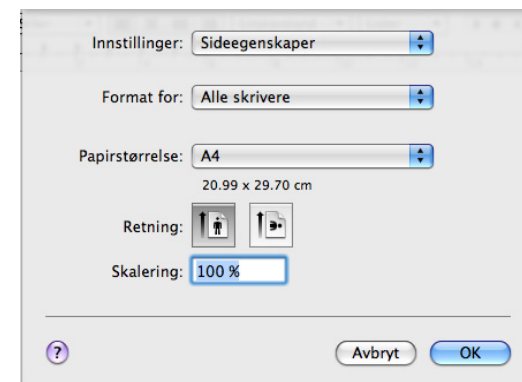 Innstillinger: Sideegenskaper
Format for: Alle skrivere
Papirstørrelse: A4
20.99 x 29.70 cm
Retning:
Skalering: 100 %
? Avbryt OK